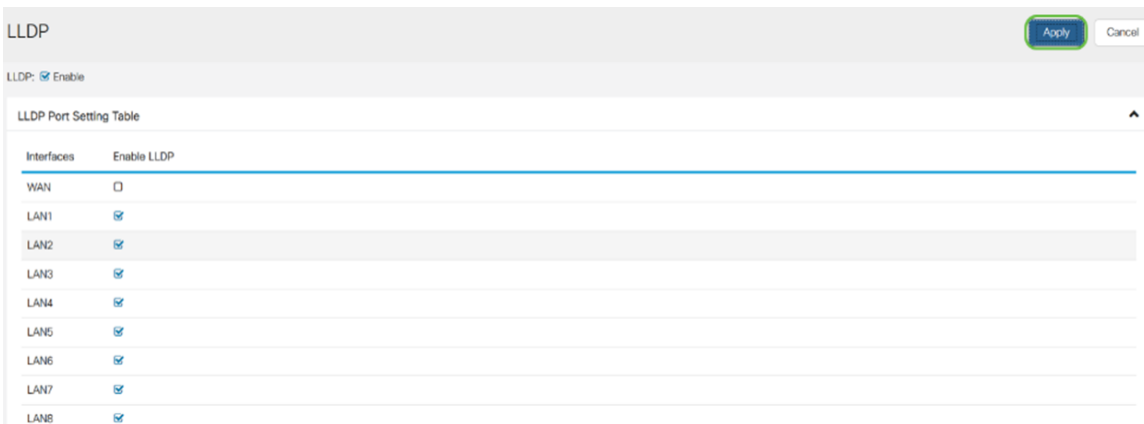 LLDP
Apply Cancel
LLDP: Enable
LLDP Port Setting Table
Interfaces Enable LLDP
WAN
LAN1
LAN2
LAN3
LAN4
LAN5
LAN6
LAN7
LAN8